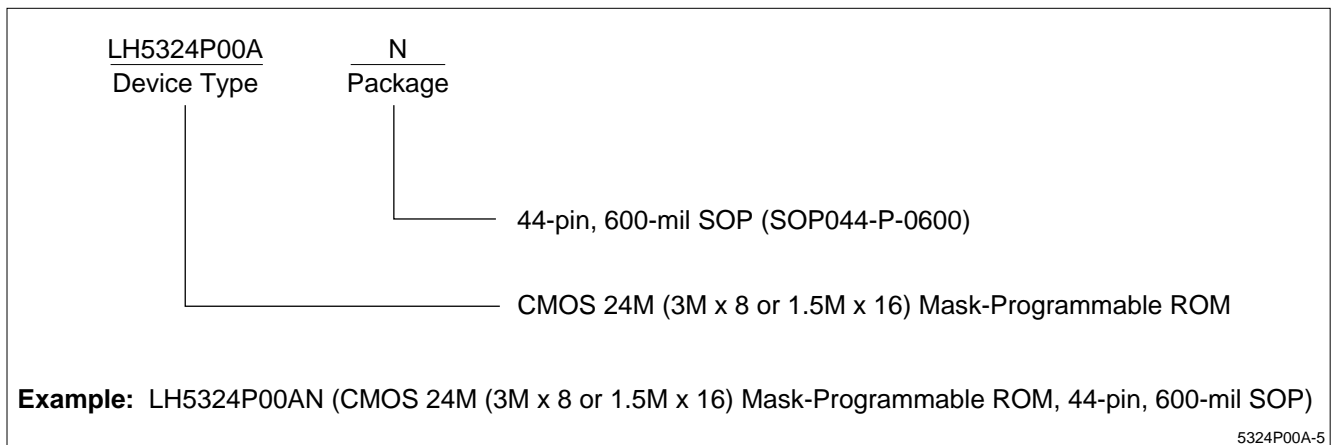 LH5324P00A N
Device Type Package
44-pin, 600-mil SOP (SOP044-P-0600)
CMOS 24M (3M x 8 or 1.5M x 16) Mask-Programmable ROM
Example: LH5324P00AN (CMOS 24M (3M x 8 or 1.5M x 16) Mask-Programmable ROM, 44-pin, 600-mil SOP)
5324P00A-5